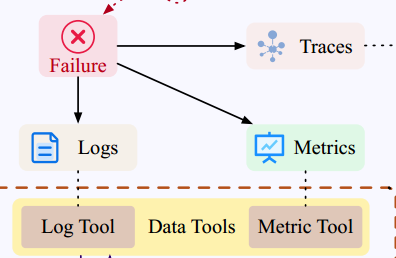 Failure
Traces
Logs
Metrics
Log Tool
Data Tools
Metric Tool